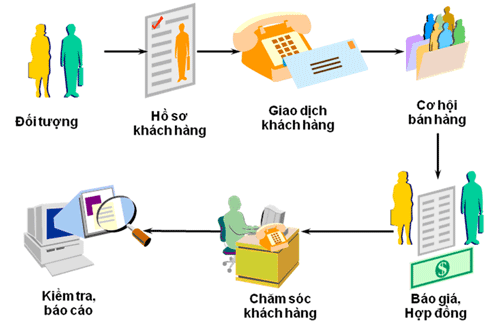 Đối tượng
Hồ sơ
khách hàng
Giao dịch
khách hàng
Cơ hội
bán hàng
Kiểm tra,
báo cáo
Chăm sóc
khách hàng
Báo giá,
Hợp đồng
$